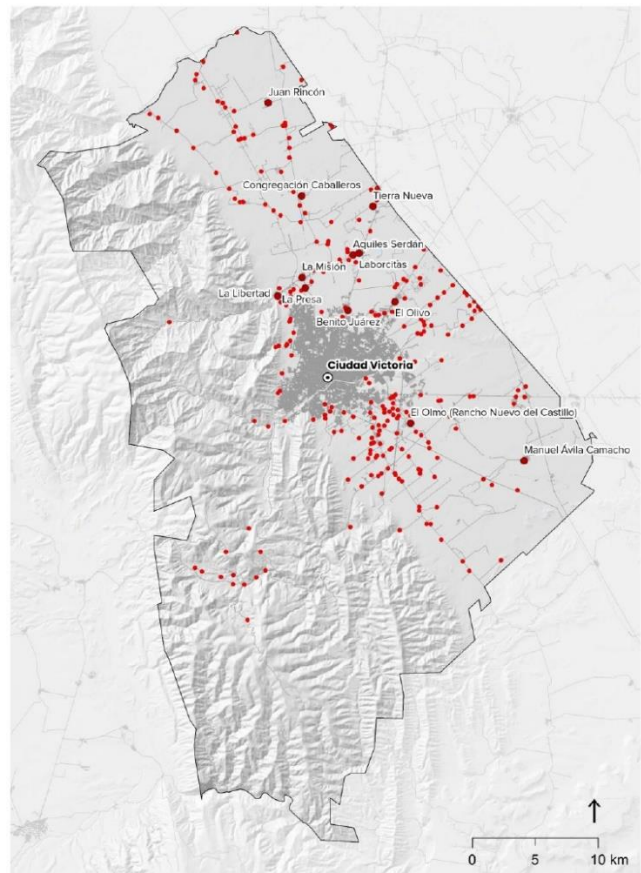 Juan Rincón
Congregación Caballeros
Tierra Nueva
Aquiles Serdán
La Misión
Laborcitas
La Libertad
La Presa
El Olivo
Benito Juárez
Ciudad Victoria
El Olmo (Rancho Nuevo del Castillo)
Manuel Ávila Camacho
0 5 10 km